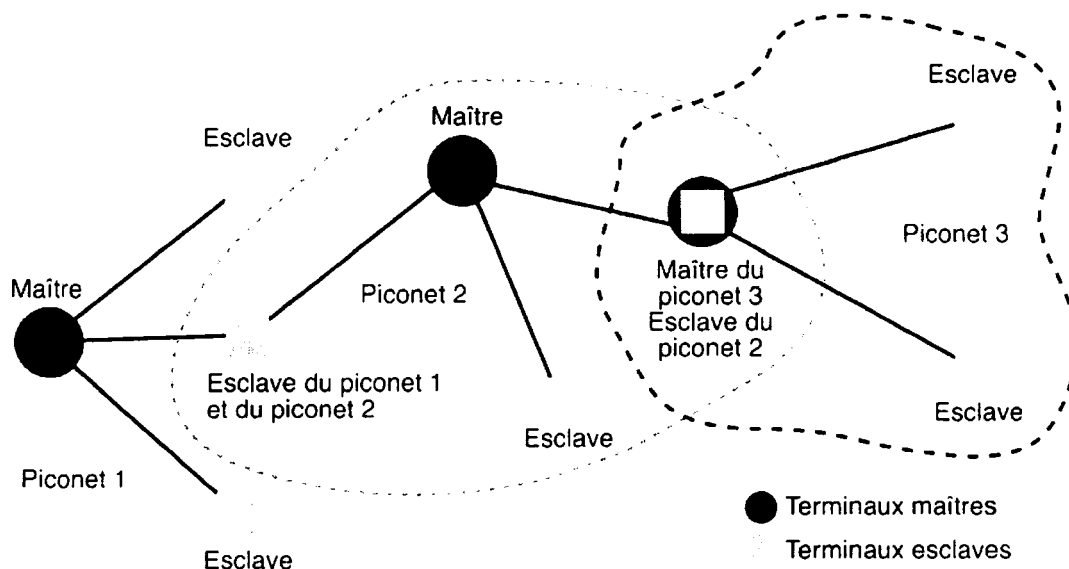 Esclave
Maître
Esclave
Maître
Piconet 3
Maître du
piconet 3
Esclave du
piconet 2
Piconet 2
Esclave du piconet 1
et du piconet 2
Esclave
Esclave
Piconet 1
Esclave
Terminaux maîtres
Terminaux esclaves